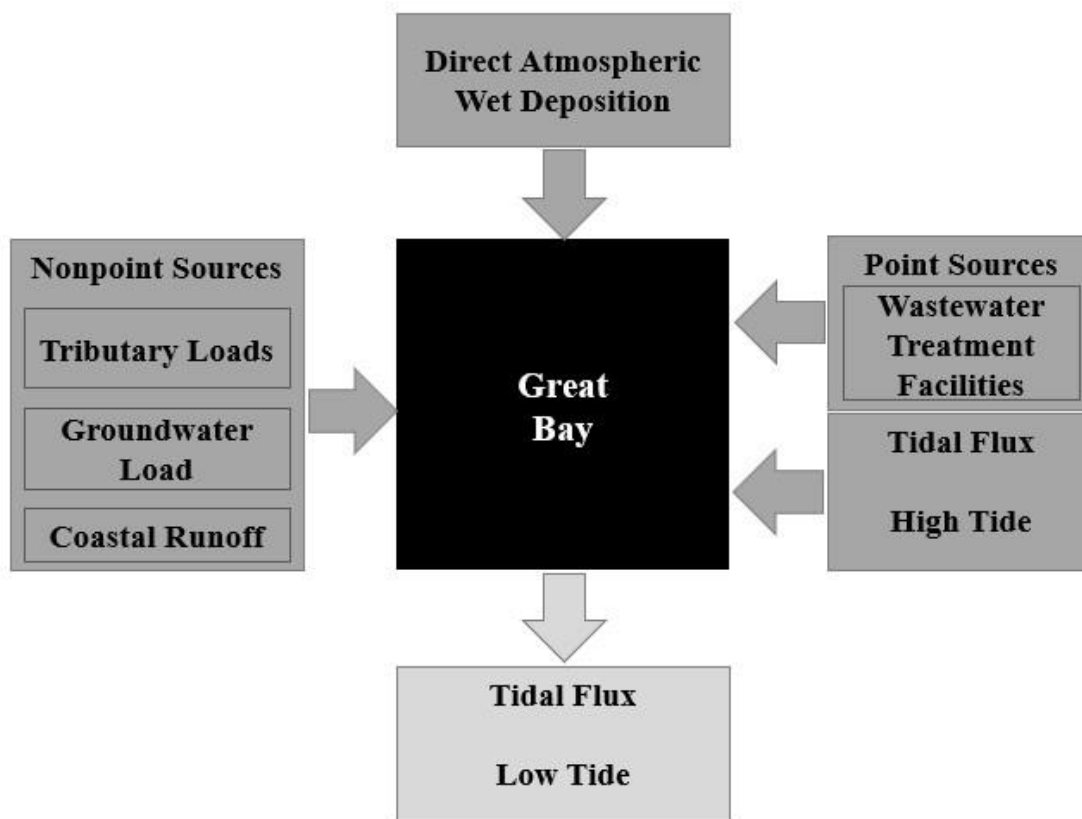 Direct Atmospheric
Wet Deposition
Nonpoint Sources
Tributary Loads
Groundwater
Load
Coastal Runoff
Great
Bay
Point Sources
Wastewater
Treatment
Facilities
Tidal Flux
High Tide
Tidal Flux
Low Tide